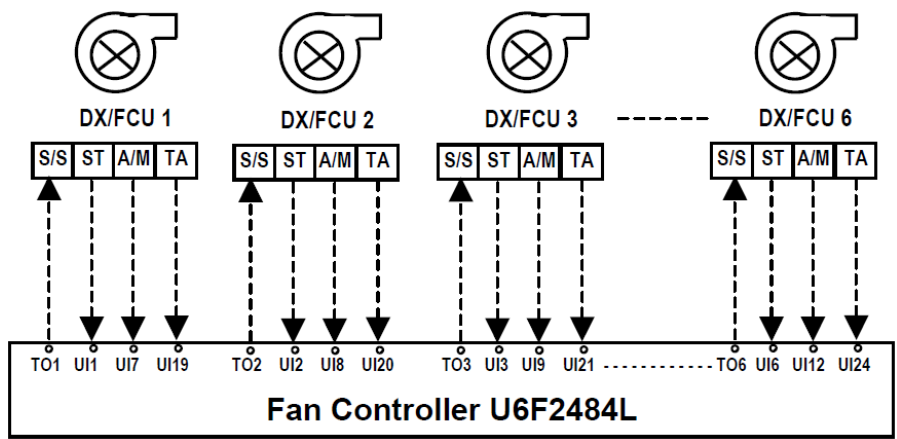 DX/FCU 1 DX/FCU 2 DX/FCU 3 DX/FCU 6
S/S ST A/M TA S/S ST A/M TA S/S ST A/M TA S/S ST A/M TA
TO1 UI1 UI7 UI19 TO2 UI2 UI8 UI20 TO3 UI3 UI9 UI21 TO6 UI6 UI12 UI24
Fan Controller U6F2484L